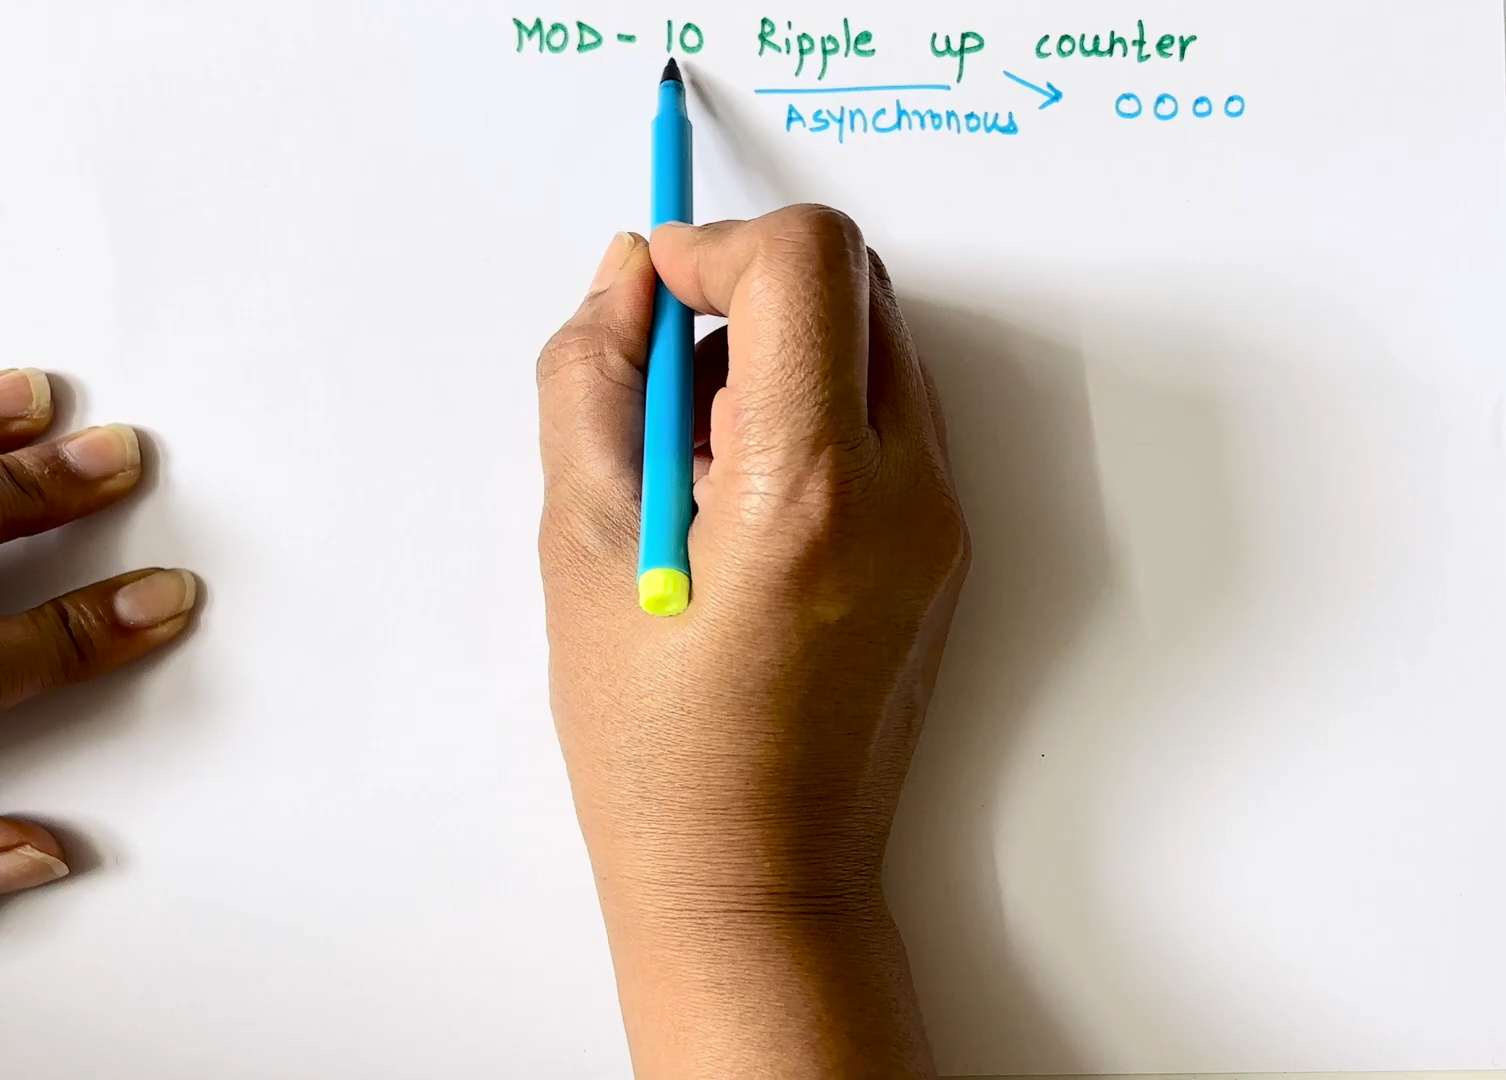 MOD - 10 Ripple up counter
Asynchronous → 0000